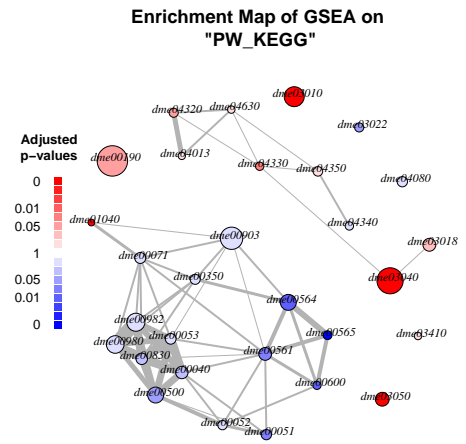 Enrichment Map of GSEA on
"PW_KEGG"
dme03010
dme04320
dme04630
dme03022
dme04013
dme00190
dme04330
dme04350
dme04080
Adjusted
p−values
0
0.01
0.05
1
0.05
0.01
0
dme01040
dme04340
dme00903
dme03018
dme00071
dme00350
dme03040
dme00564
dme00982
dme00053
dme00565
dme03410
dme00980
dme00830
dme00561
dme00040
dme00600
dme00500
dme03050
dme00052
dme00051